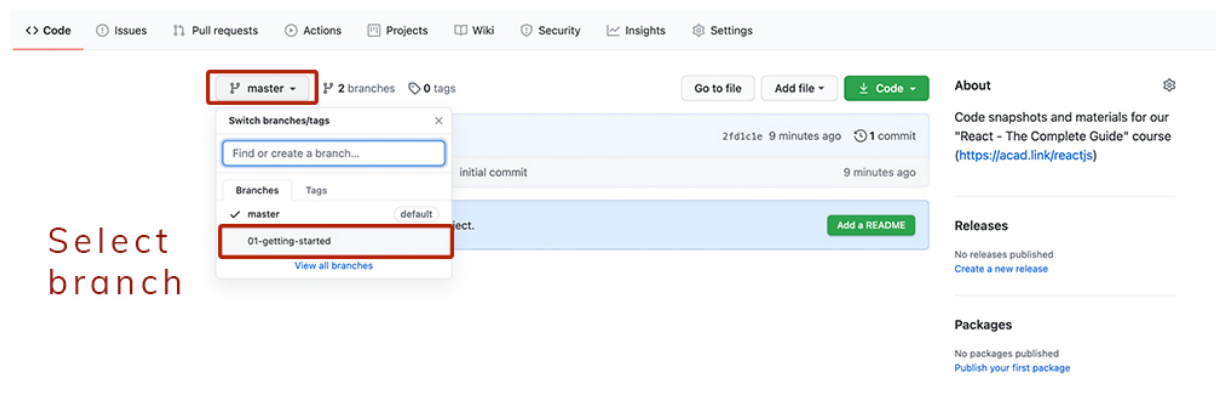 <> Code Issues Pull requests Actions Projects Wiki Security Insights Settings
master 2 branches 0 tags Go to file Add file Code
Switch branches/tags
Find or create a branch...
Branches Tags
master default
01-getting-started
View all branches
2fd1c1e 9 minutes ago 1 commit
initial commit 9 minutes ago
ject. Add a README
Select
branch
About
Code snapshots and materials for our
"React - The Complete Guide" course
(https://acad.link/reactjs)
Releases
No releases published
Create a new release
Packages
No packages published
Publish your first package